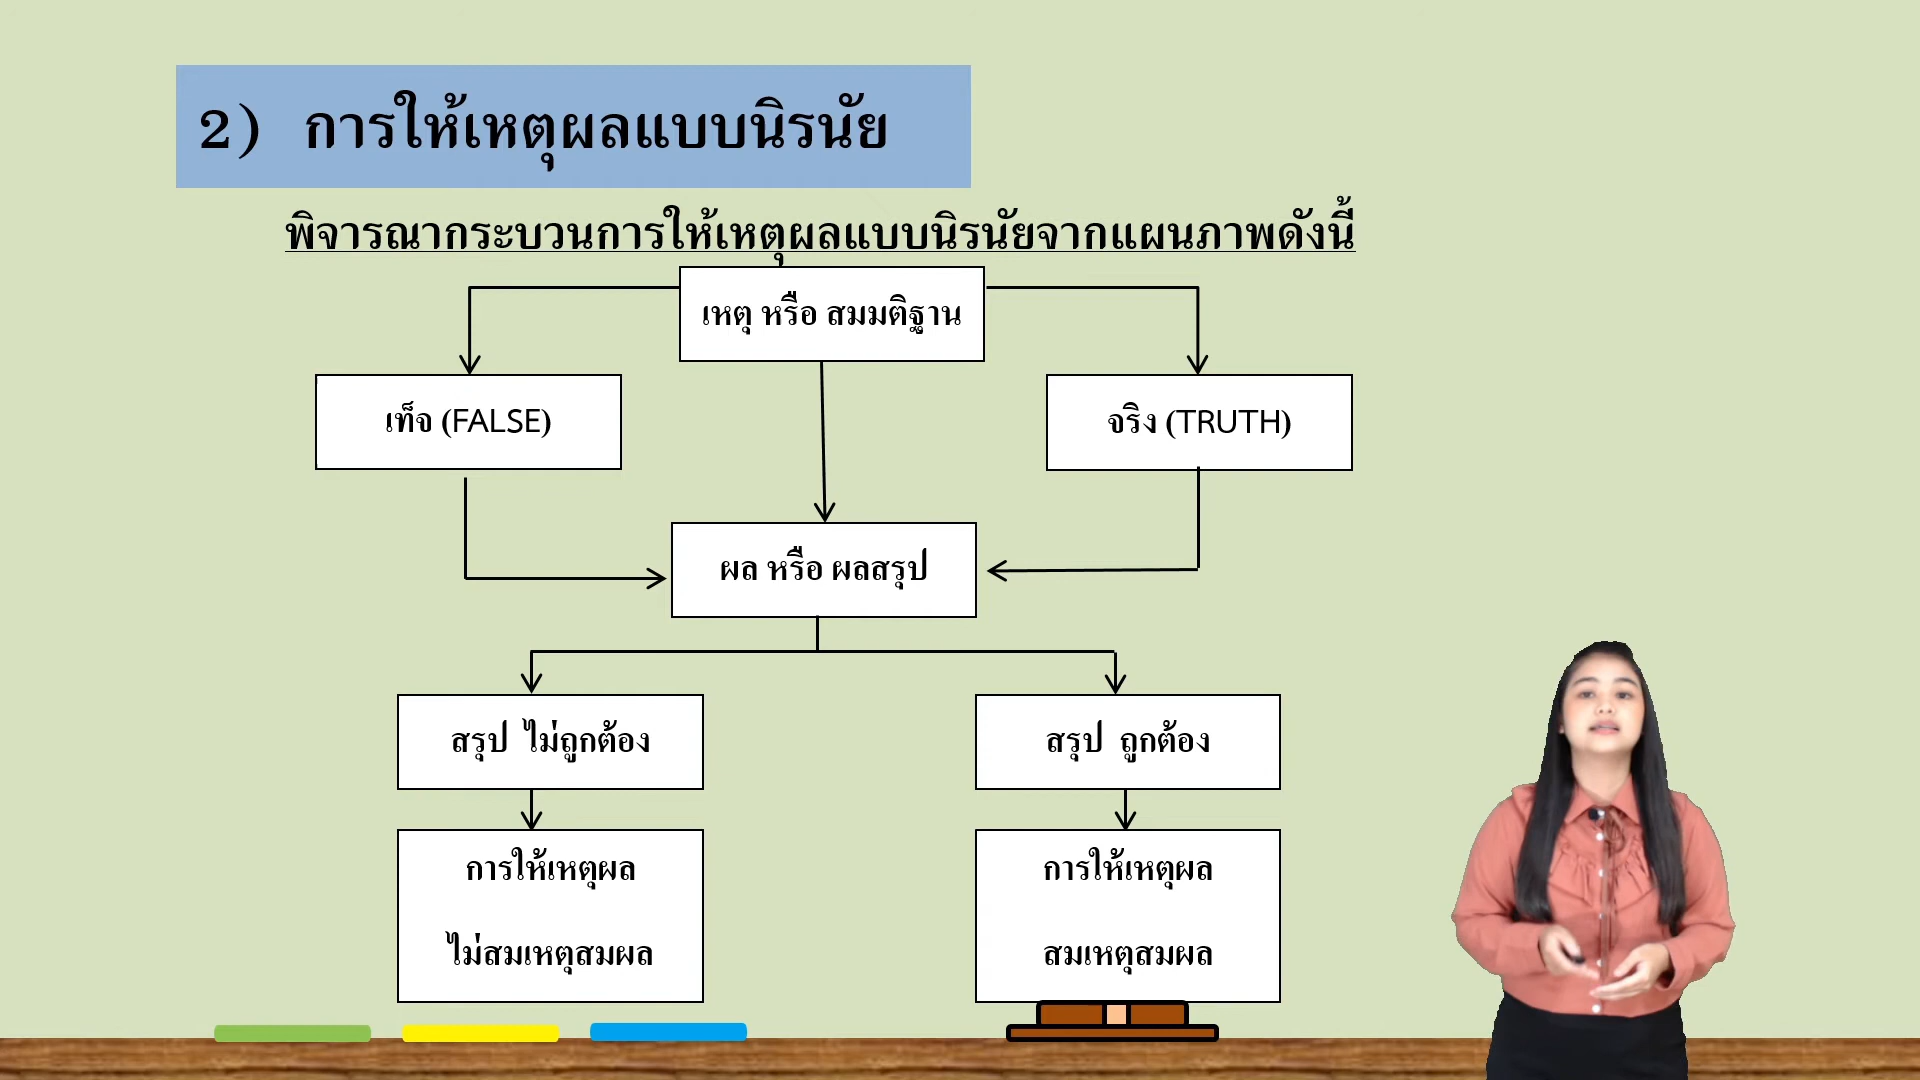 2) การให้เหตุผลแบบนิรนัย
พิจารณากระบวนการให้เหตุผลแบบนิรนัยจากแผนภาพดังนี้
เหตุ หรือ สมมติฐาน
เท็จ (FALSE)
จริง (TRUTH)
ผล หรือ ผลสรุป
สรุป ไม่ถูกต้อง
สรุป ถูกต้อง
การให้เหตุผล
ไม่สมเหตุสมผล
การให้เหตุผล
สมเหตุสมผล